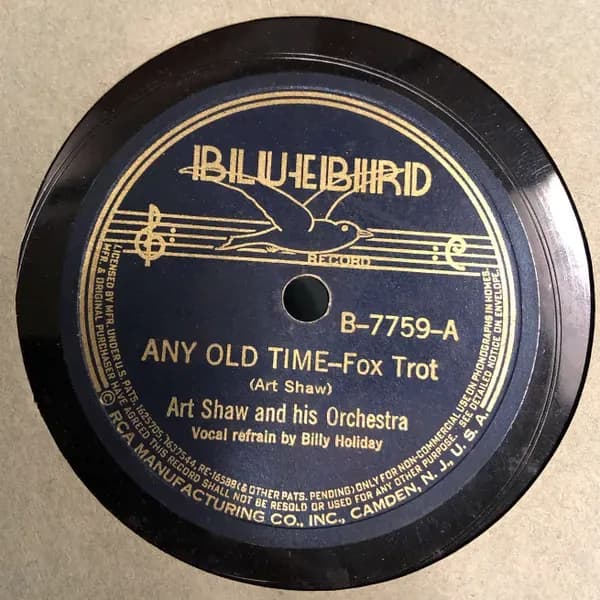 BLUEBIRD
RECORD
B-7759-A
ANY OLD TIME-Fox Trot
(Art Shaw)
Art Shaw and his Orchestra
Vocal refrain by Billy Holiday
LICENSED BY MFR. UNDER U.S. PATS. 1625705, 1637544, RE-16588 (& OTHER PATS. PENDING) ONLY FOR NON-COMMERCIAL USE ON PHONOGRAPHS IN HOMES.
MFR. & ORIGINAL PURCHASER HAVE AGREED THIS RECORD SHALL NOT BE RESOLD OR USED FOR ANY OTHER PURPOSE. SEE DETAILED NOTICE ON ENVELOPE.
© RCA MANUFACTURING CO., INC., CAMDEN, N. J., U. S. A.